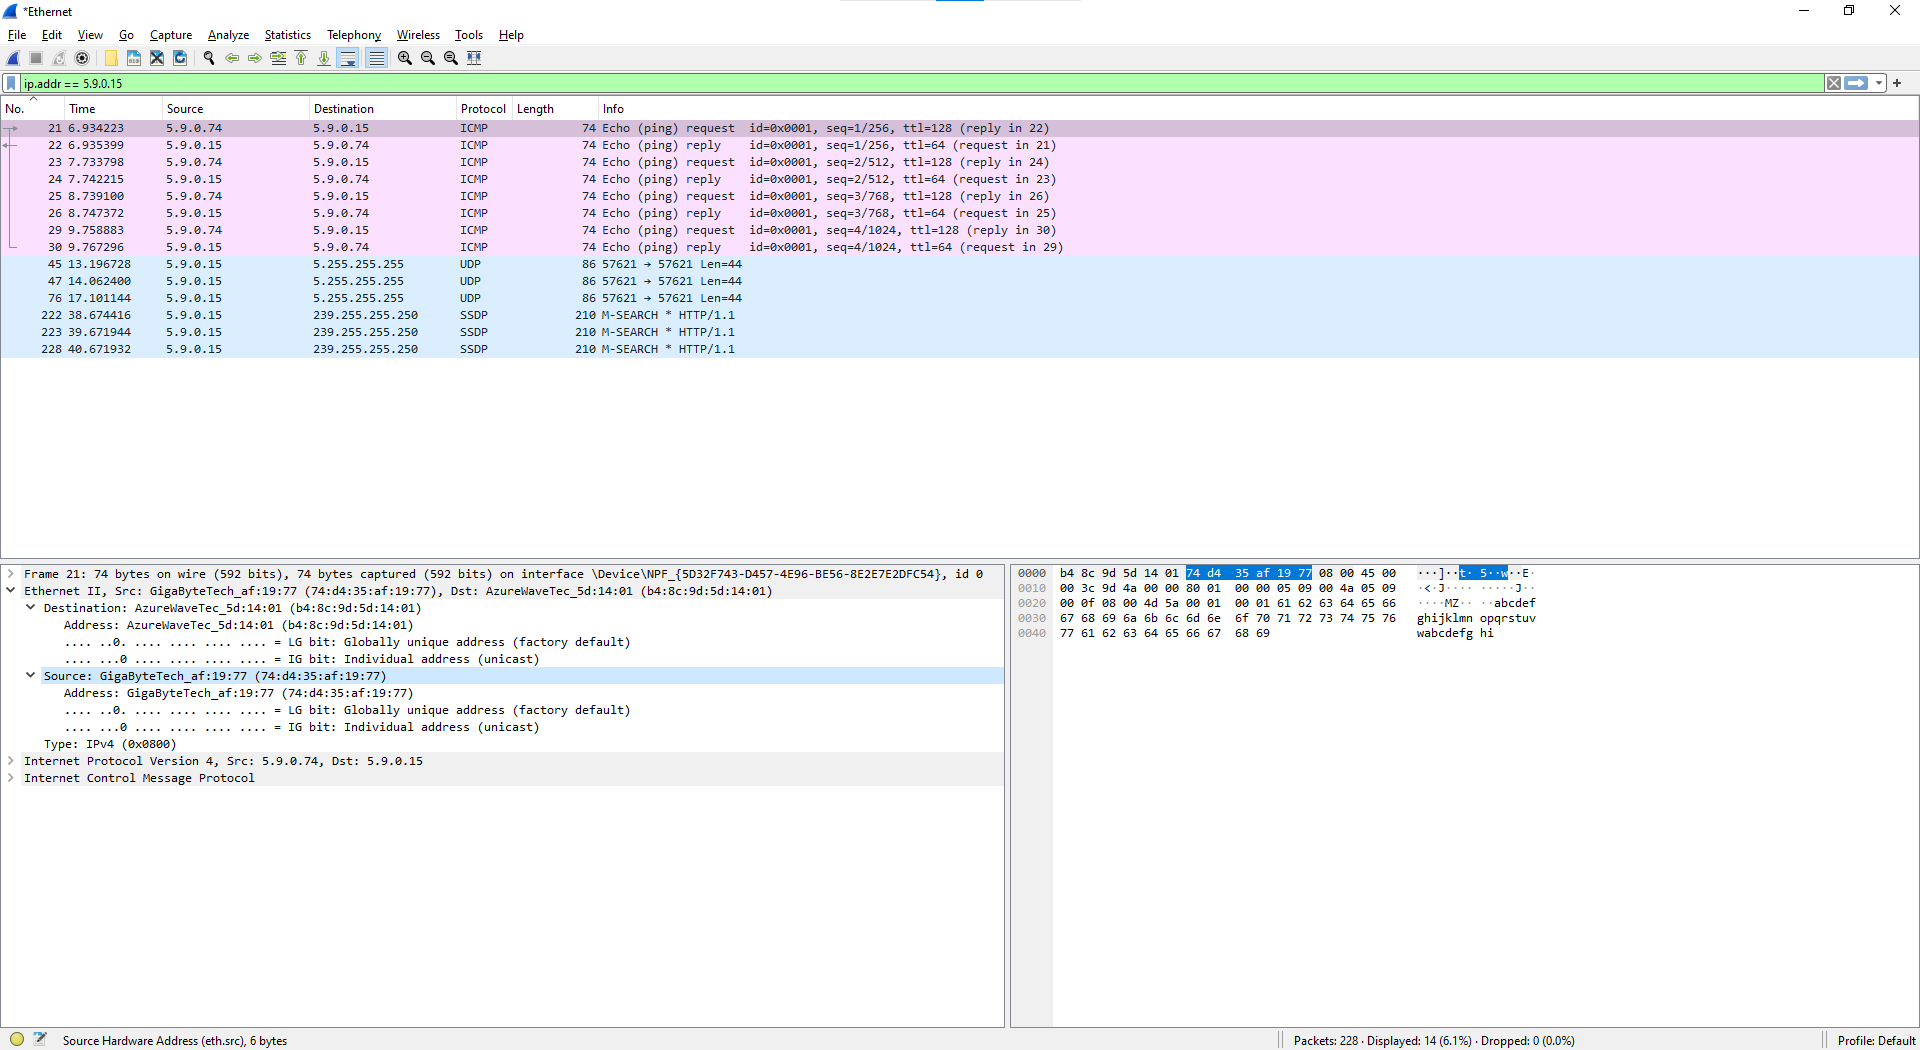 *Ethernet
File Edit View Go Capture Analyze Statistics Telephony Wireless Tools Help
ip.addr == 5.9.0.15
No. Time Source Destination Protocol Length Info
21 6.934223 5.9.0.74 5.9.0.15 ICMP 74 Echo (ping) request id=0x0001, seq=1/256, ttl=128 (reply in 22)
22 6.935399 5.9.0.15 5.9.0.74 ICMP 74 Echo (ping) reply id=0x0001, seq=1/256, ttl=64 (request in 21)
23 7.733798 5.9.0.74 5.9.0.15 ICMP 74 Echo (ping) request id=0x0001, seq=2/512, ttl=128 (reply in 24)
24 7.742215 5.9.0.15 5.9.0.74 ICMP 74 Echo (ping) reply id=0x0001, seq=2/512, ttl=64 (request in 23)
25 8.739100 5.9.0.74 5.9.0.15 ICMP 74 Echo (ping) request id=0x0001, seq=3/768, ttl=128 (reply in 26)
26 8.747372 5.9.0.15 5.9.0.74 ICMP 74 Echo (ping) reply id=0x0001, seq=3/768, ttl=64 (request in 25)
29 9.758883 5.9.0.74 5.9.0.15 ICMP 74 Echo (ping) request id=0x0001, seq=4/1024, ttl=128 (reply in 30)
30 9.767296 5.9.0.15 5.9.0.74 ICMP 74 Echo (ping) reply id=0x0001, seq=4/1024, ttl=64 (request in 29)
45 13.196728 5.9.0.15 5.255.255.255 UDP 86 57621 → 57621 Len=44
47 14.062400 5.9.0.15 5.255.255.255 UDP 86 57621 → 57621 Len=44
76 17.101144 5.9.0.15 5.255.255.255 UDP 86 57621 → 57621 Len=44
222 38.674416 5.9.0.15 239.255.255.250 SSDP 210 M-SEARCH * HTTP/1.1
223 39.671944 5.9.0.15 239.255.255.250 SSDP 210 M-SEARCH * HTTP/1.1
228 40.671932 5.9.0.15 239.255.255.250 SSDP 210 M-SEARCH * HTTP/1.1
Frame 21: 74 bytes on wire (592 bits), 74 bytes captured (592 bits) on interface \Device\NPF_{5D32F743-D457-4E96-BE56-8E2E7E2DFC54}, id 0
Ethernet II, Src: GigaByteTech_af:19:77 (74:d4:35:af:19:77), Dst: AzureWaveTec_5d:14:01 (b4:8c:9d:5d:14:01)
Destination: AzureWaveTec_5d:14:01 (b4:8c:9d:5d:14:01)
Address: AzureWaveTec_5d:14:01 (b4:8c:9d:5d:14:01)
.... ..0. .... .... .... .... = LG bit: Globally unique address (factory default)
.... ...0 .... .... .... .... = IG bit: Individual address (unicast)
Source: GigaByteTech_af:19:77 (74:d4:35:af:19:77)
Address: GigaByteTech_af:19:77 (74:d4:35:af:19:77)
.... ..0. .... .... .... .... = LG bit: Globally unique address (factory default)
.... ...0 .... .... .... .... = IG bit: Individual address (unicast)
Type: IPv4 (0x0800)
Internet Protocol Version 4, Src: 5.9.0.74, Dst: 5.9.0.15
Internet Control Message Protocol
0000 b4 8c 9d 5d 14 01 74 d4 35 af 19 77 08 00 45 00 ···]··t· 5··w··E·
0010 00 3c 9d 4a 00 00 80 01 00 00 05 09 00 4a 05 09 ·<·J···· ·····J··
0020 00 0f 08 00 4d 5a 00 01 00 01 61 62 63 64 65 66 ····MZ·· ··abcdef
0030 67 68 69 6a 6b 6c 6d 6e 6f 70 71 72 73 74 75 76 ghijklmn opqrstuv
0040 77 61 62 63 64 65 66 67 68 69 wabcdefg hi
Source Hardware Address (eth.src), 6 bytes
Packets: 228 · Displayed: 14 (6.1%) · Dropped: 0 (0.0%)
Profile: Default